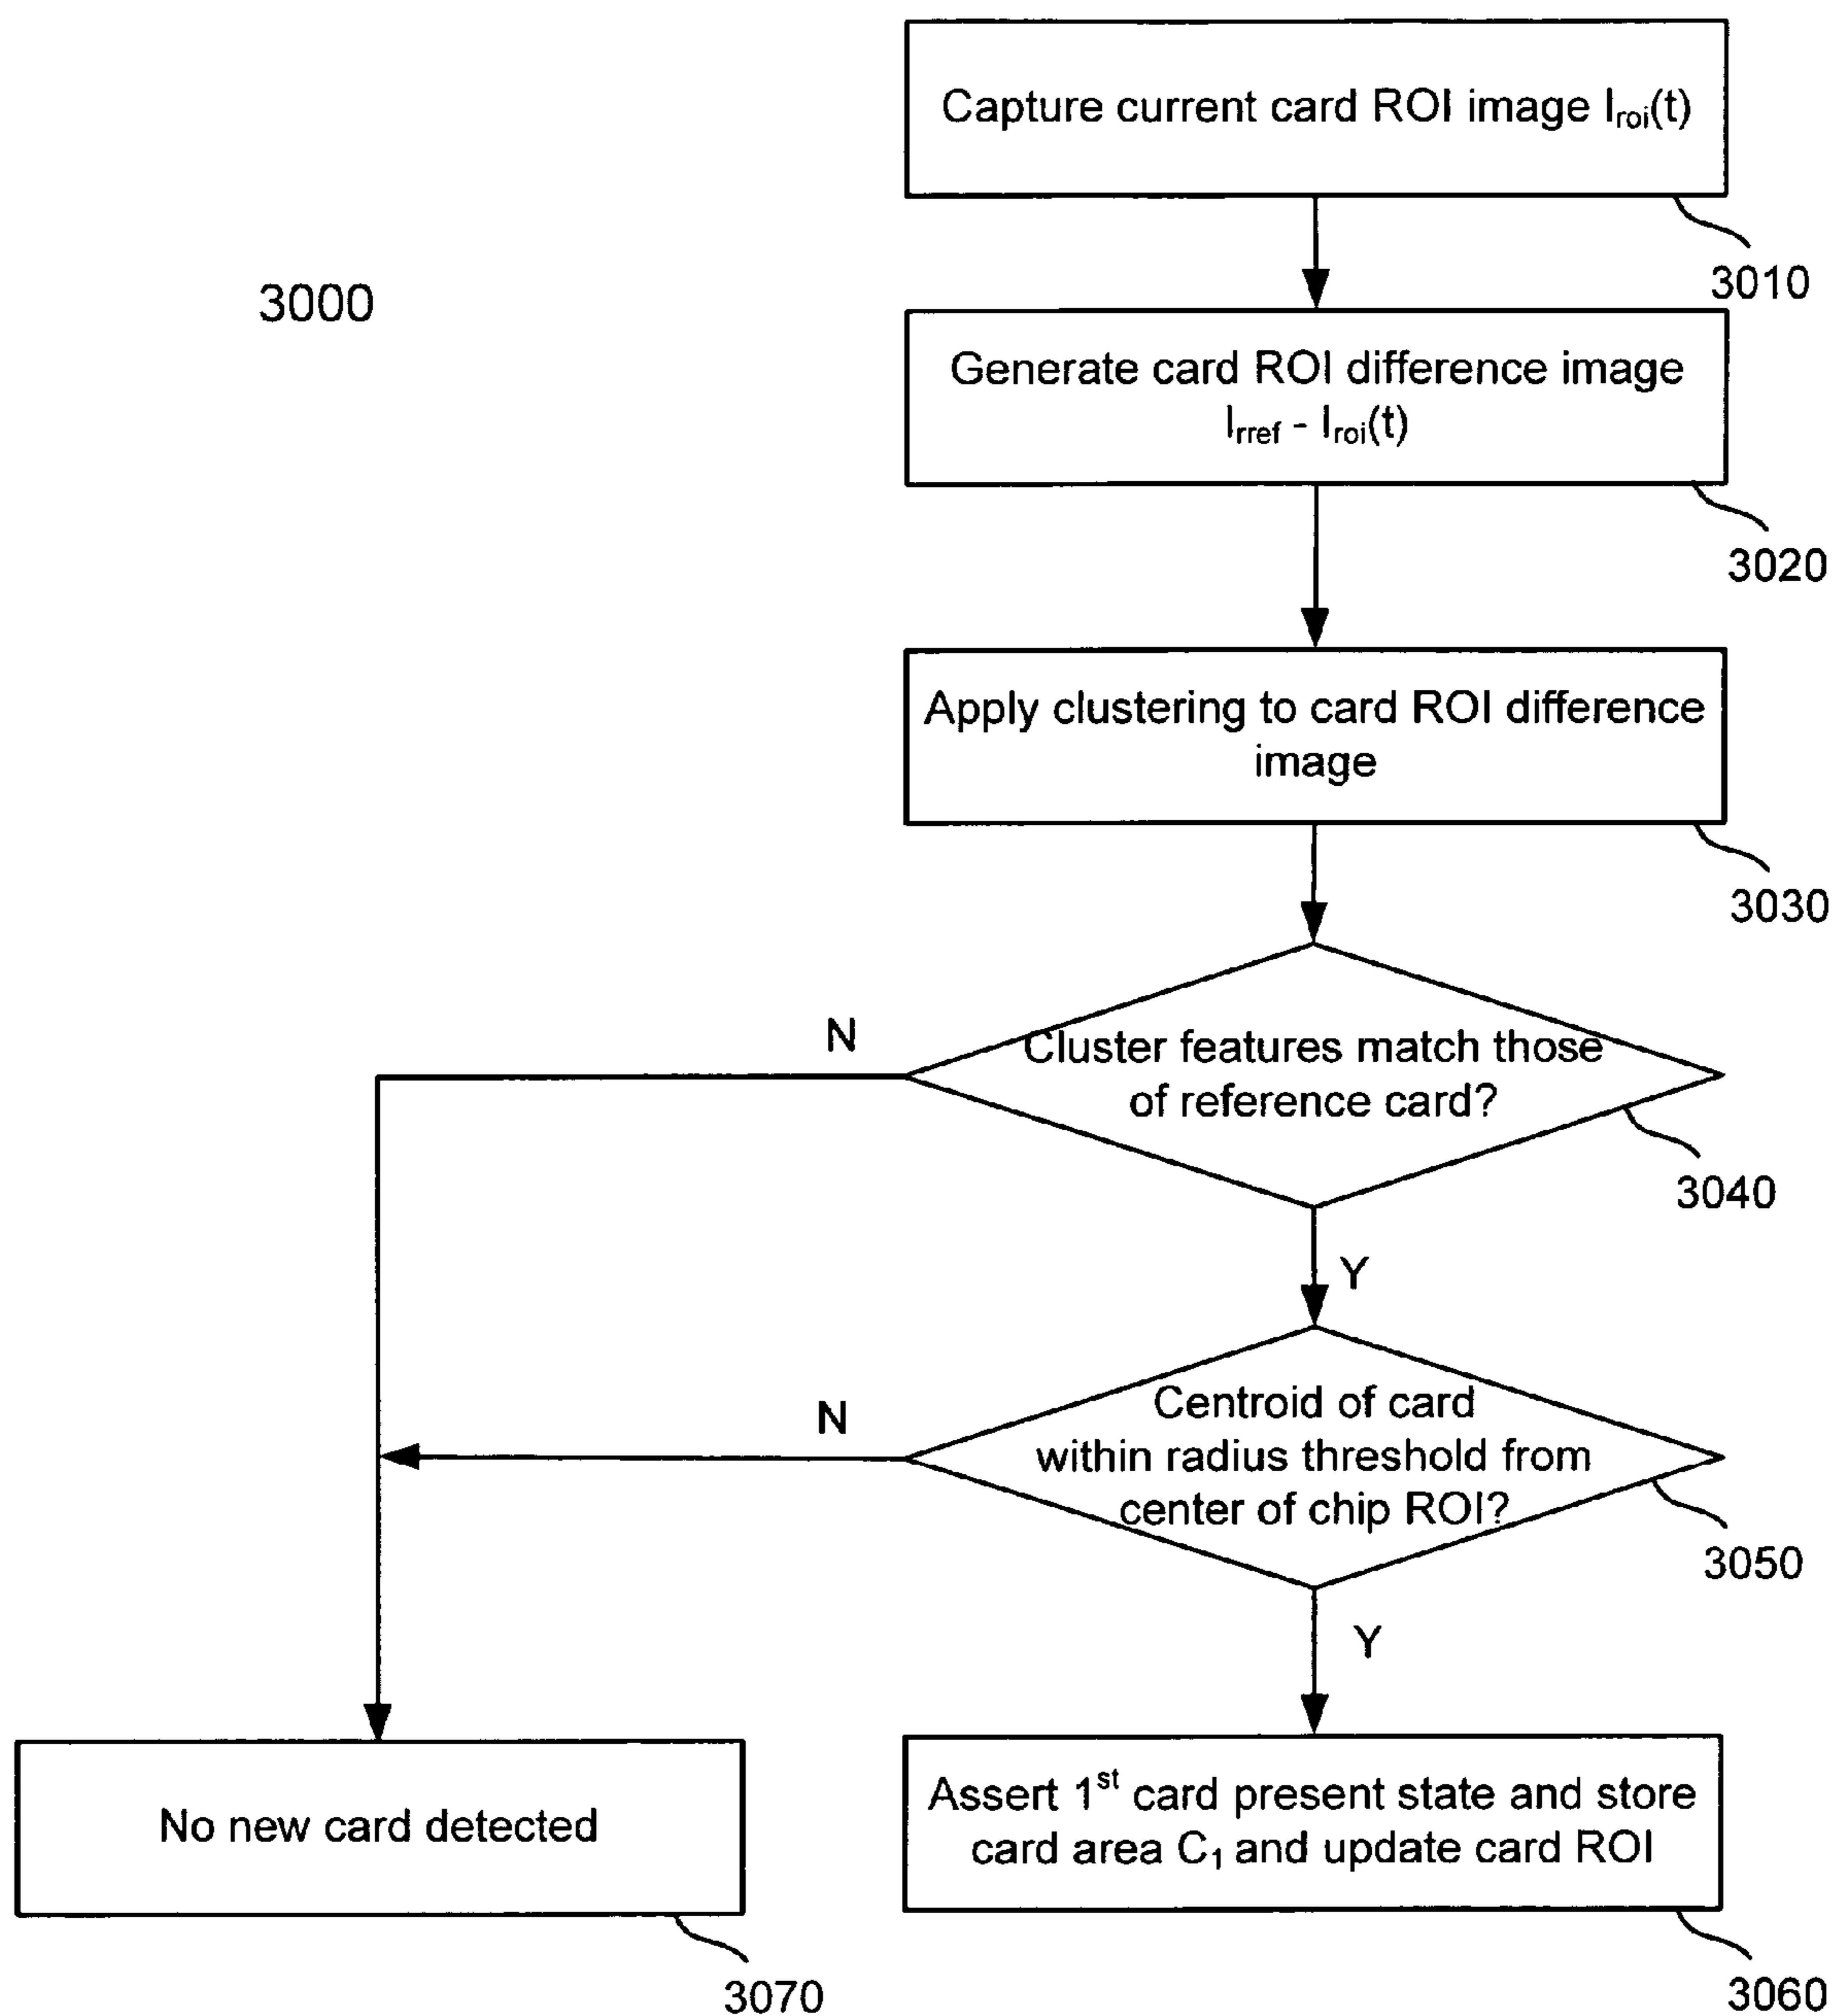 Capture current card ROI image I_roi(t)
3010
3000
Generate card ROI difference image
I_rref - I_roi(t)
3020
Apply clustering to card ROI difference
image
3030
Cluster features match those
of reference card?
N
3040
Y
Centroid of card
within radius threshold from
center of chip ROI?
N
3050
Y
No new card detected
3070
Assert 1st card present state and store
card area C1 and update card ROI
3060